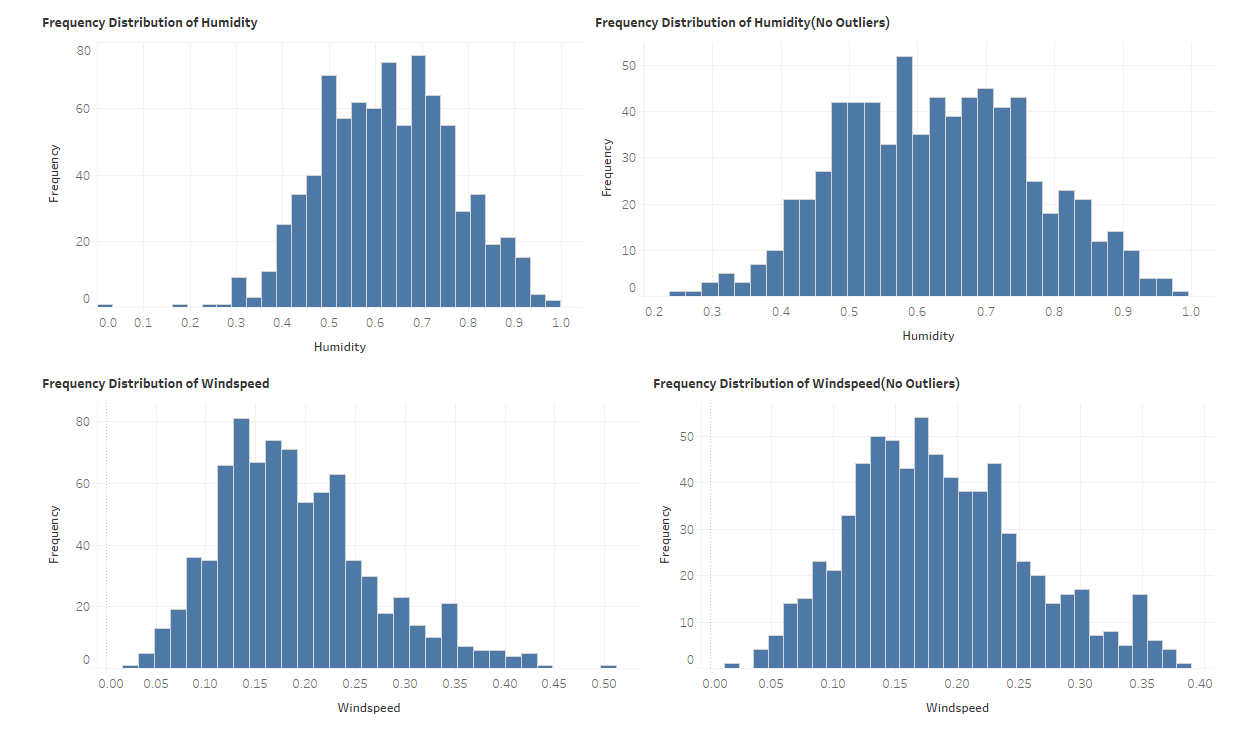 Frequency Distribution of Humidity
80
60
40
20
0
Frequency
0.0 0.1 0.2 0.3 0.4 0.5 0.6 0.7 0.8 0.9 1.0
Humidity
Frequency Distribution of Humidity(No Outliers)
50
40
30
20
10
0
Frequency
0.2 0.3 0.4 0.5 0.6 0.7 0.8 0.9 1.0
Humidity
Frequency Distribution of Windspeed
80
60
40
20
0
Frequency
0.00 0.05 0.10 0.15 0.20 0.25 0.30 0.35 0.40 0.45 0.50
Windspeed
Frequency Distribution of Windspeed(No Outliers)
50
40
30
20
10
0
Frequency
0.00 0.05 0.10 0.15 0.20 0.25 0.30 0.35 0.40
Windspeed